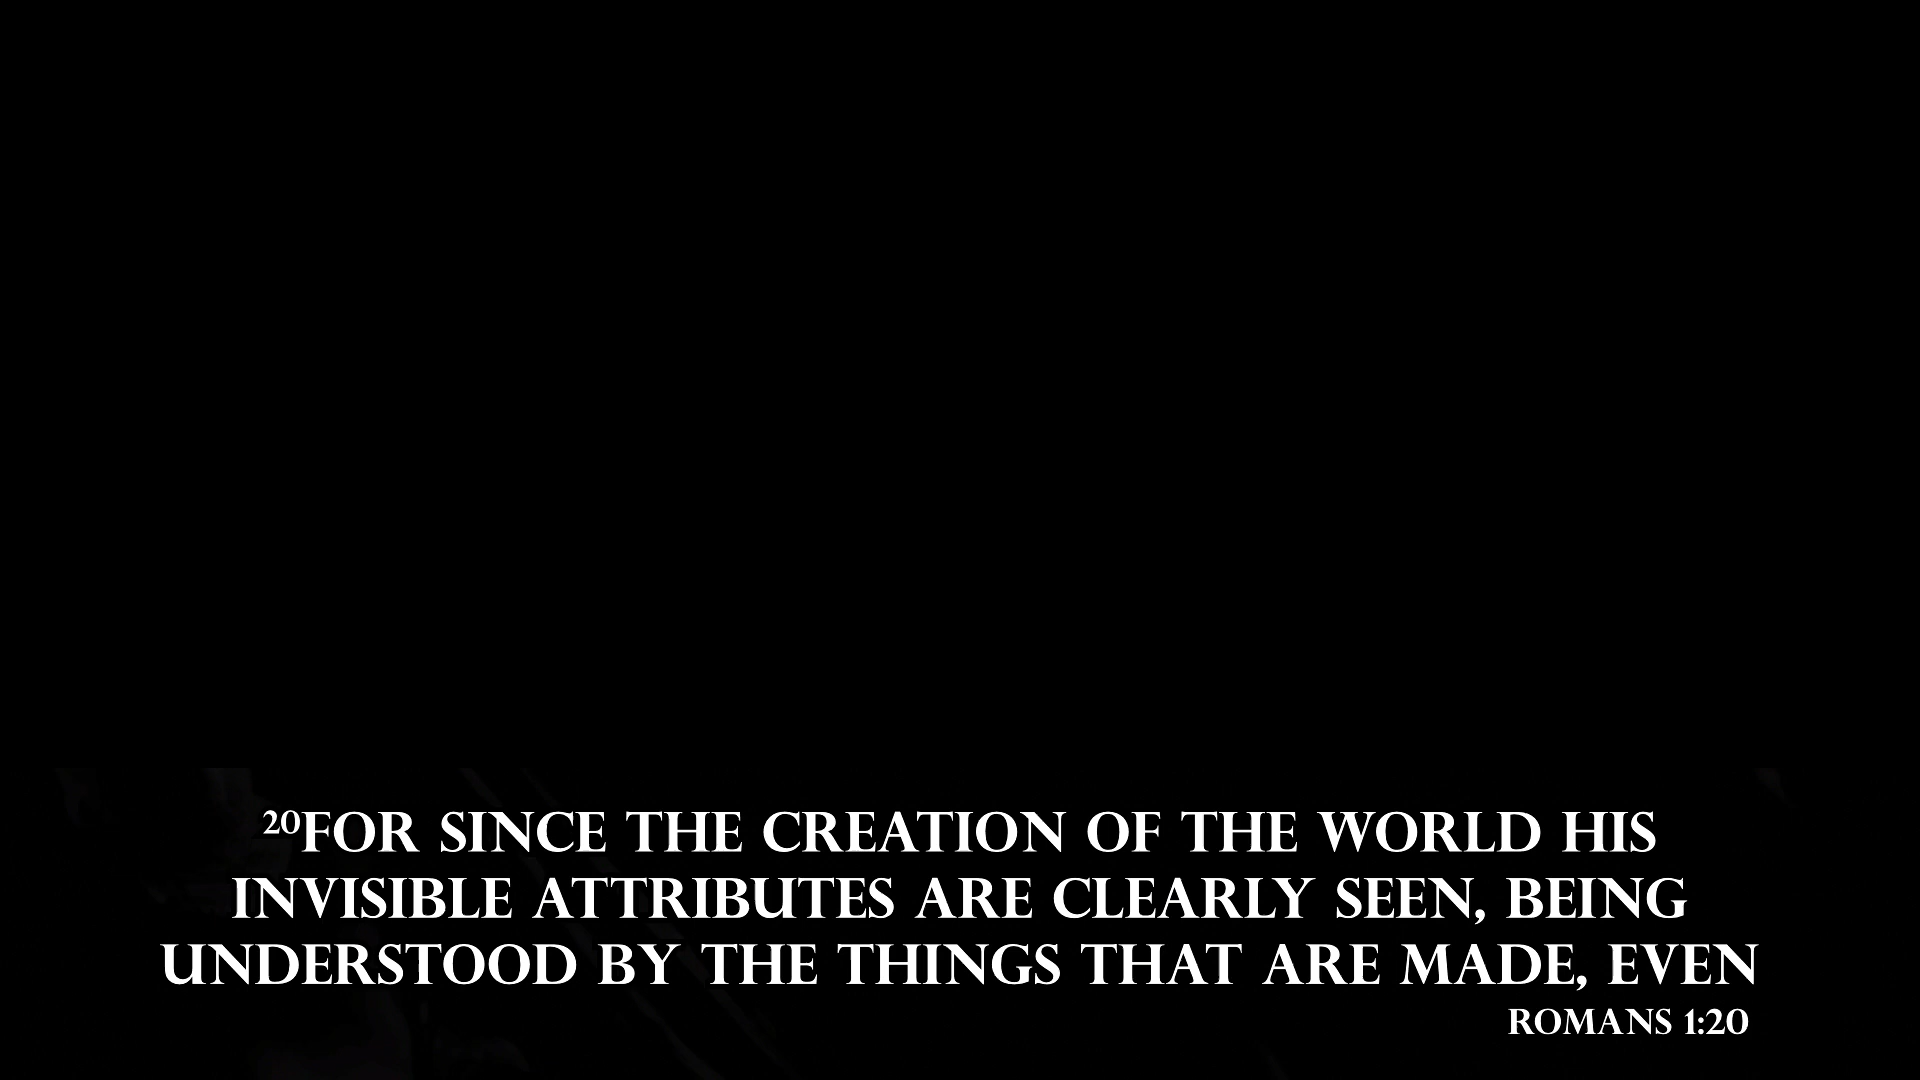 20FOR SINCE THE CREATION OF THE WORLD HIS
INVISIBLE ATTRIBUTES ARE CLEARLY SEEN, BEING
UNDERSTOOD BY THE THINGS THAT ARE MADE, EVEN
ROMANS 1:20